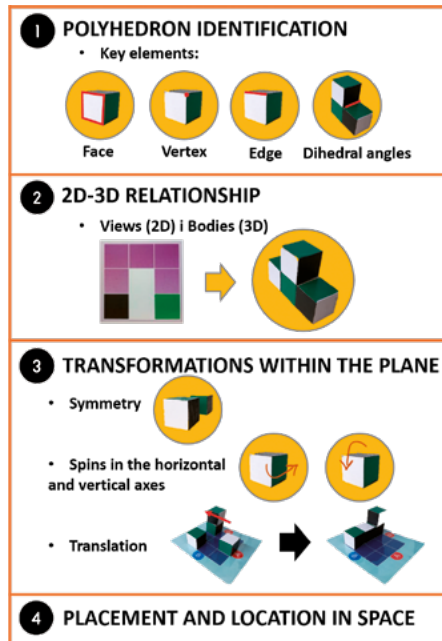 1 POLYHEDRON IDENTIFICATION
• Key elements:
Face Vertex Edge Dihedral angles
2 2D-3D RELATIONSHIP
• Views (2D) i Bodies (3D)
3 TRANSFORMATIONS WITHIN THE PLANE
• Symmetry
• Spins in the horizontal
and vertical axes
• Translation
4 PLACEMENT AND LOCATION IN SPACE